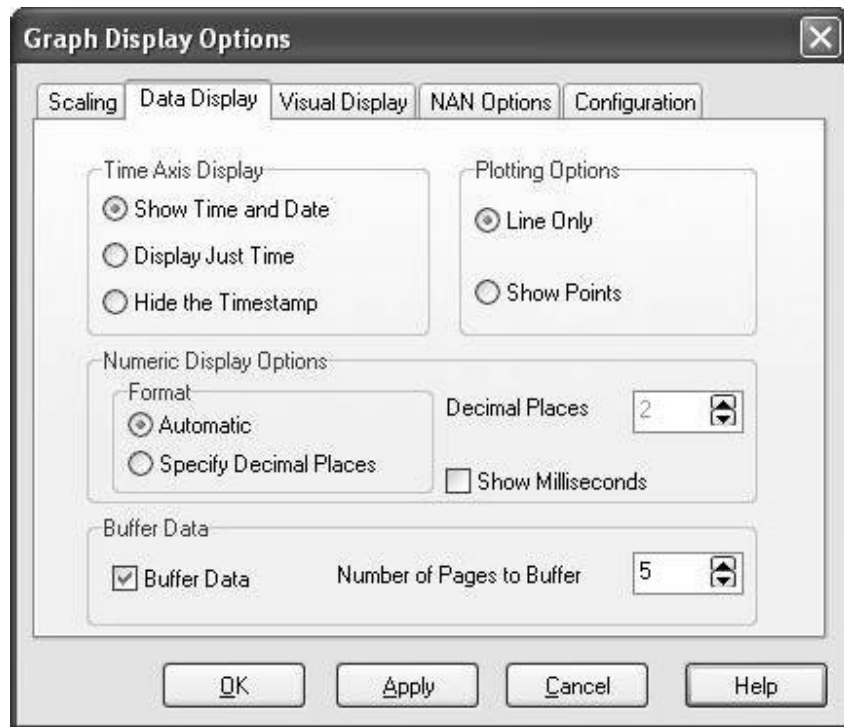 Graph Display Options
Scaling Data Display Visual Display NAN Options Configuration
Time Axis Display
Show Time and Date
Display Just Time
Hide the Timestamp
Plotting Options
Line Only
Show Points
Numeric Display Options
Format
Automatic
Specify Decimal Places
Decimal Places 2
Show Milliseconds
Buffer Data
Buffer Data Number of Pages to Buffer 5
OK Apply Cancel Help